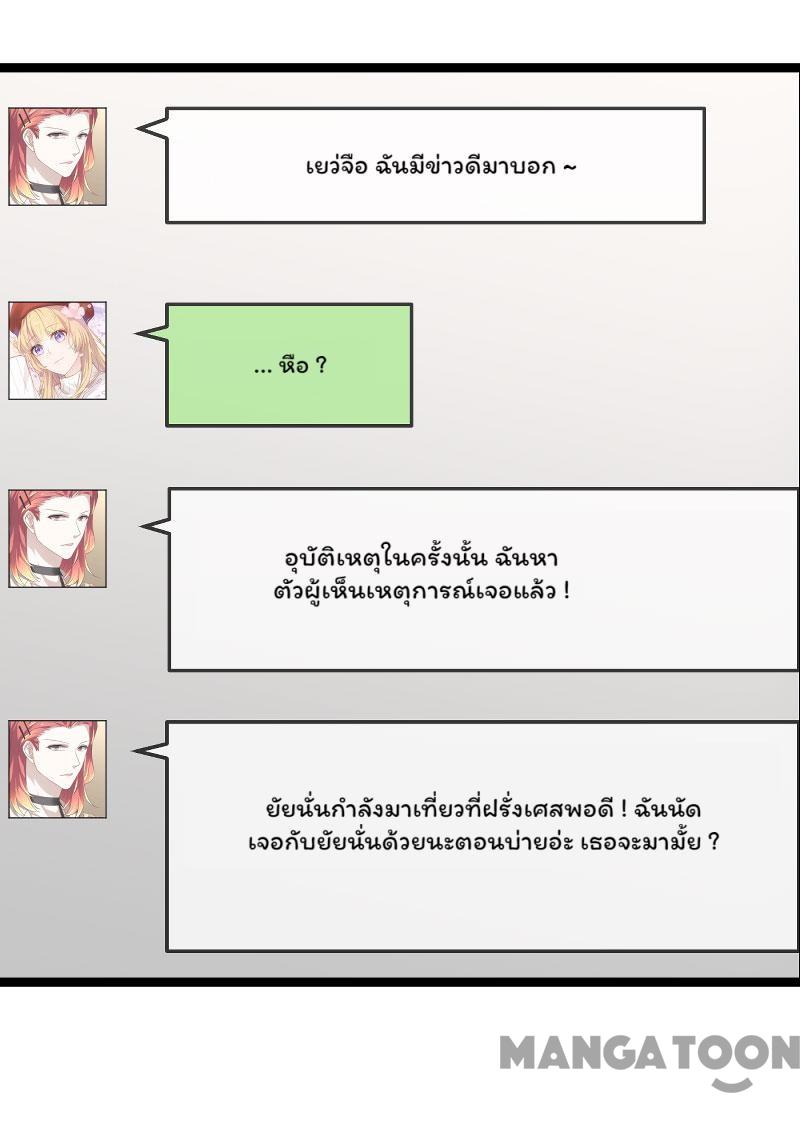 เยว่จือ ฉันมีข่าวดีมาบอก ~
... หือ ?
อุบัติเหตุในครั้งนั้น ฉันหา
ตัวผู้เห็นเหตุการณ์เจอแล้ว !
ยัยนั่นกำลังมาเที่ยวที่ฝรั่งเศสพอดี ! ฉันนัด
เจอกับยัยนั่นด้วยนะตอนบ่ายอ่ะ เธอจะมามั้ย ?
MANGA TOON